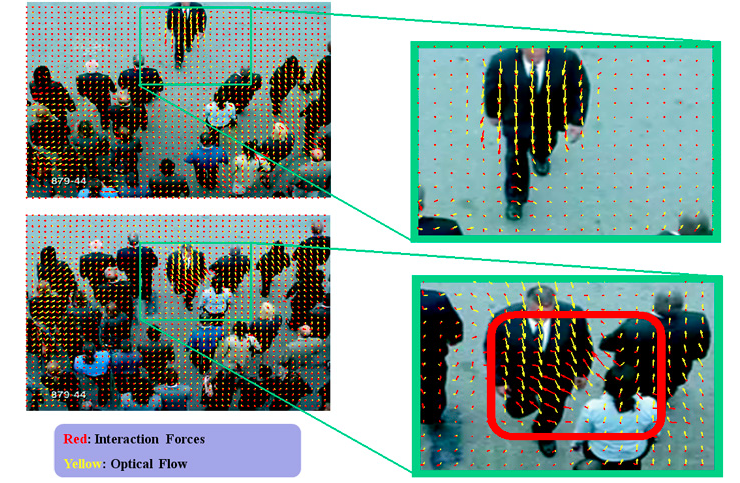 879-44
879-44
Red: Interaction Forces
Yellow: Optical Flow